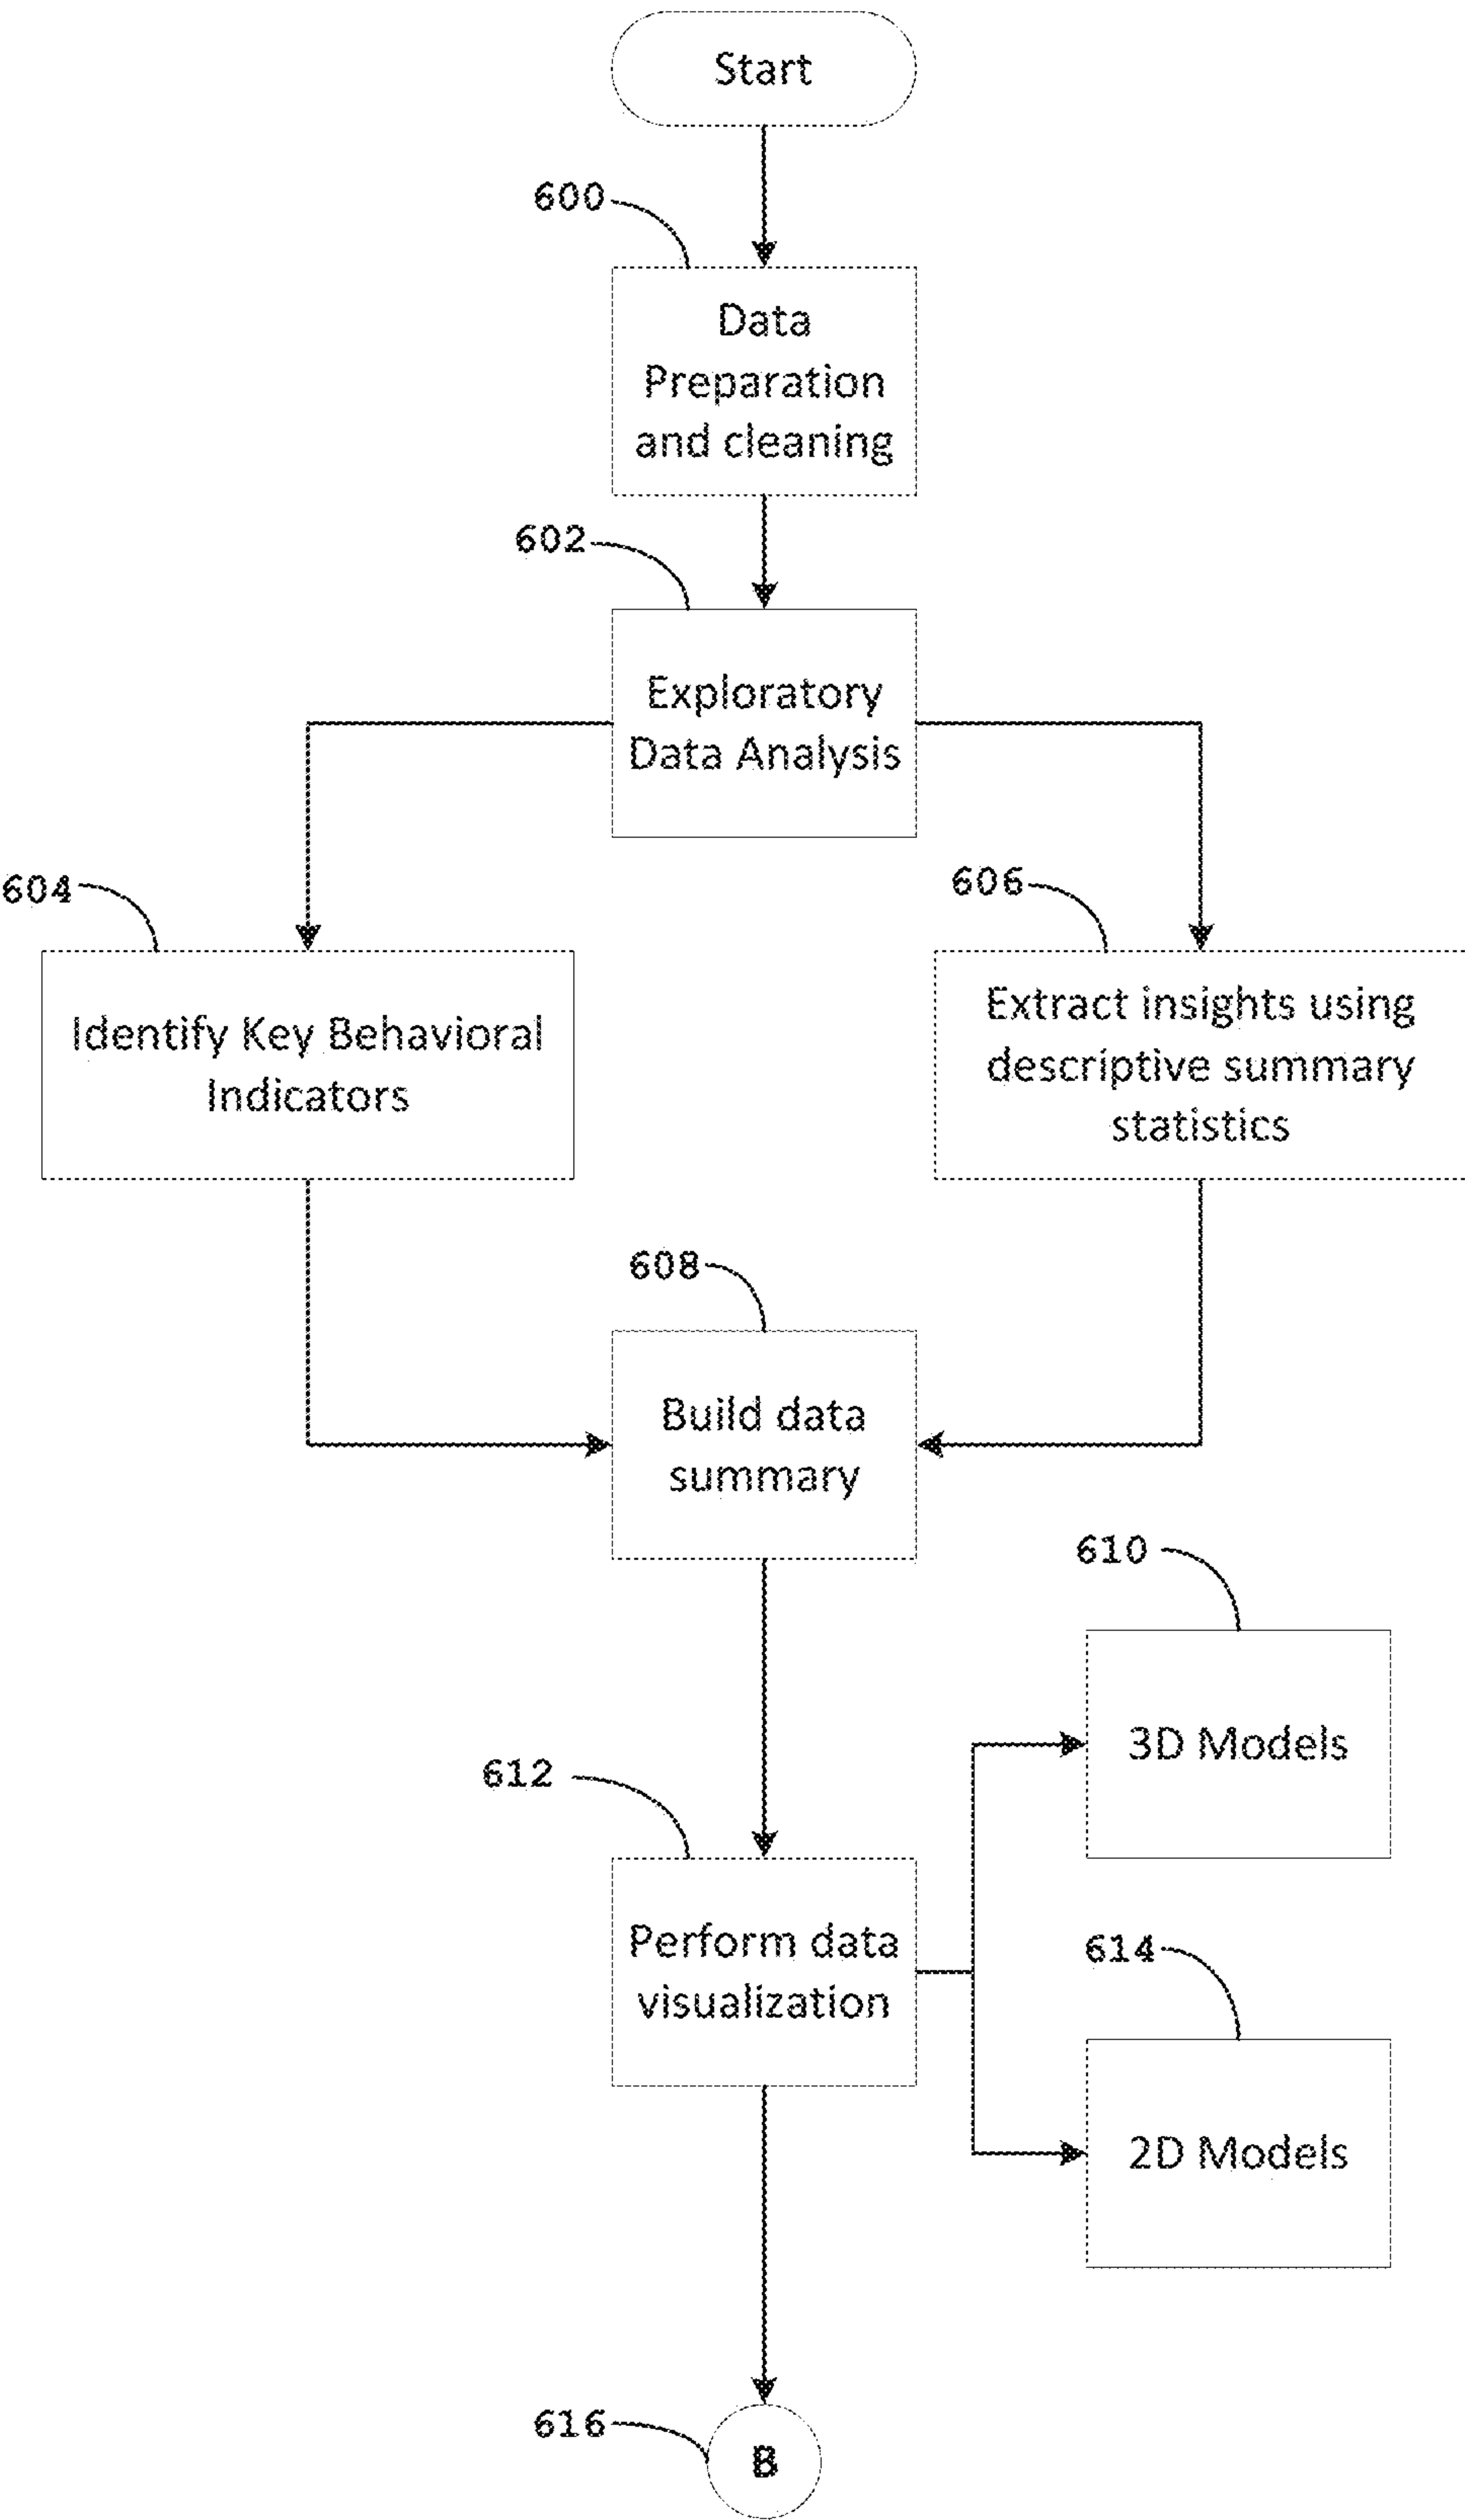 Start
600
Data
Preparation
and cleaning
602
Exploratory
Data Analysis
604
Identify Key Behavioral
Indicators
606
Extract insights using
descriptive summary
statistics
608
Build data
summary
610
3D Models
612
Perform data
visualization
614
2D Models
616
B